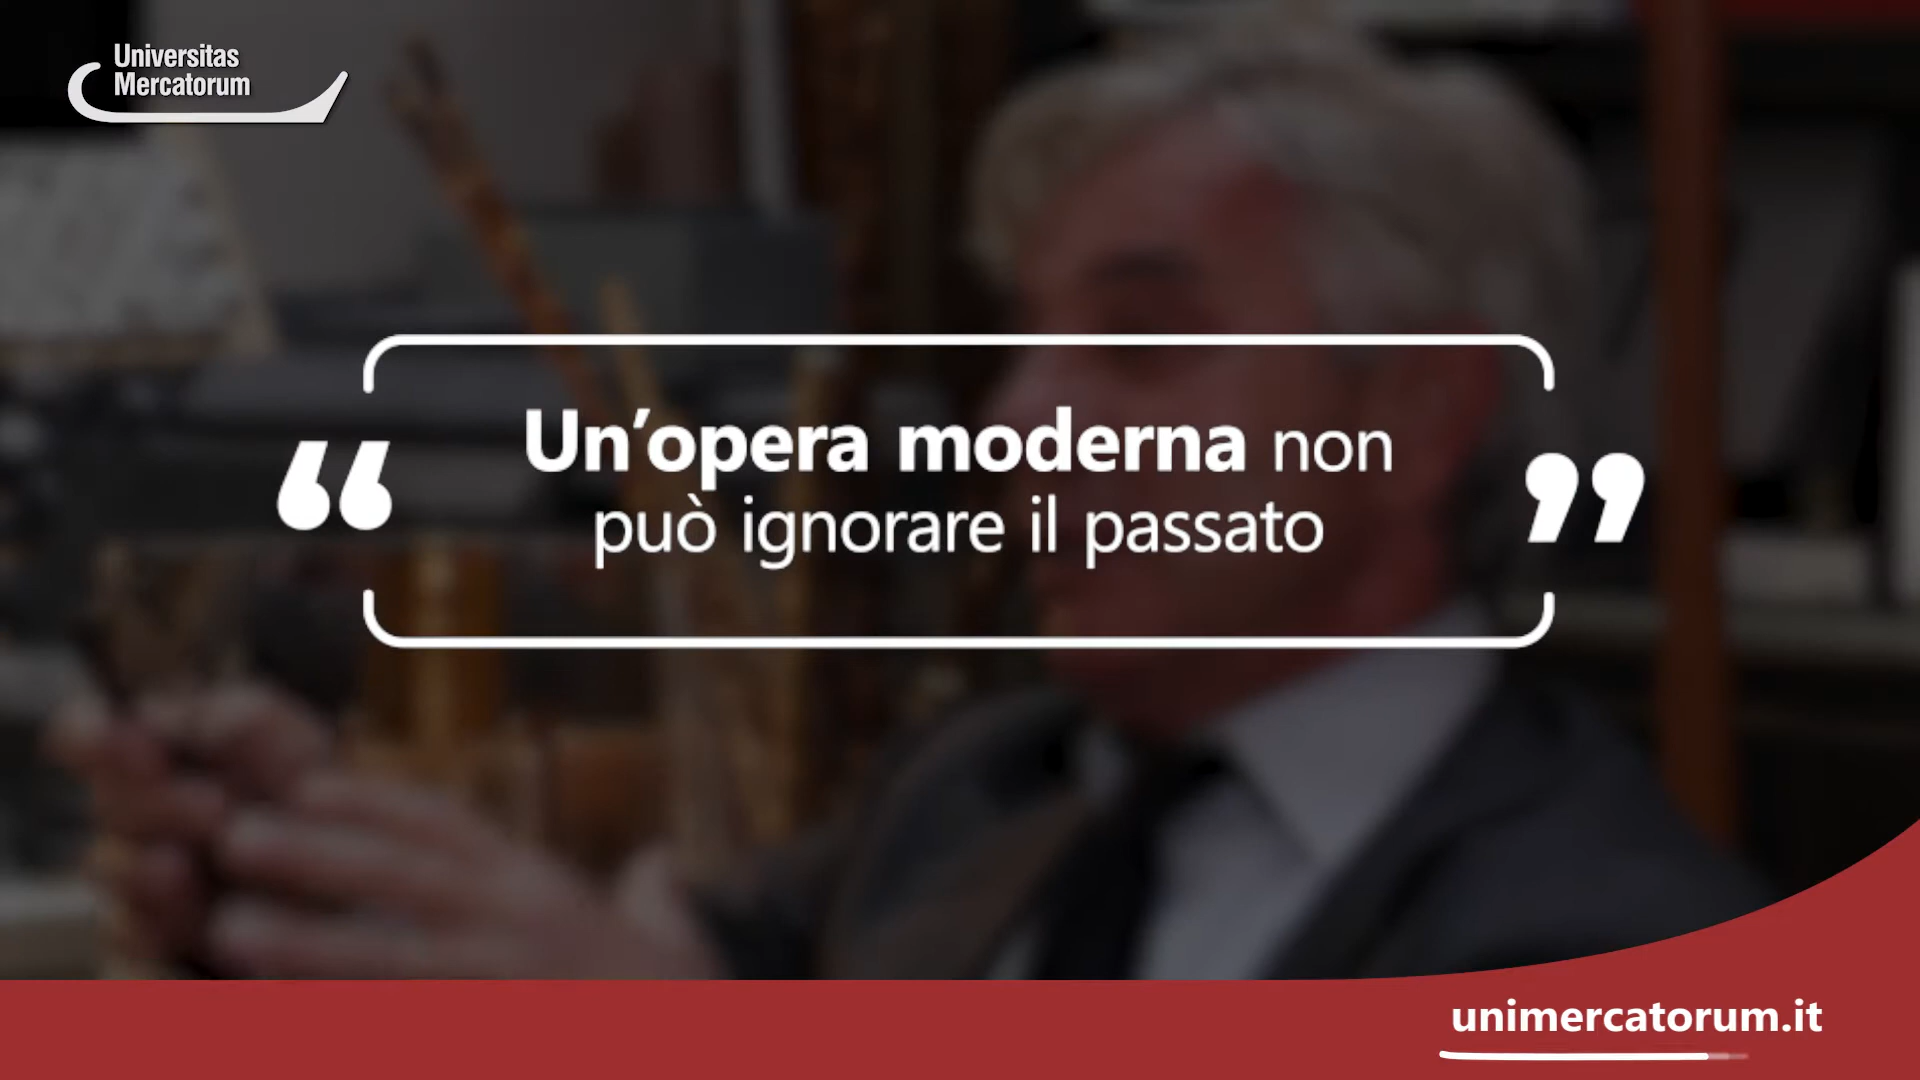 Universitas
Mercatorum
“
Un’opera moderna non
può ignorare il passato
”
unimercatorum.it